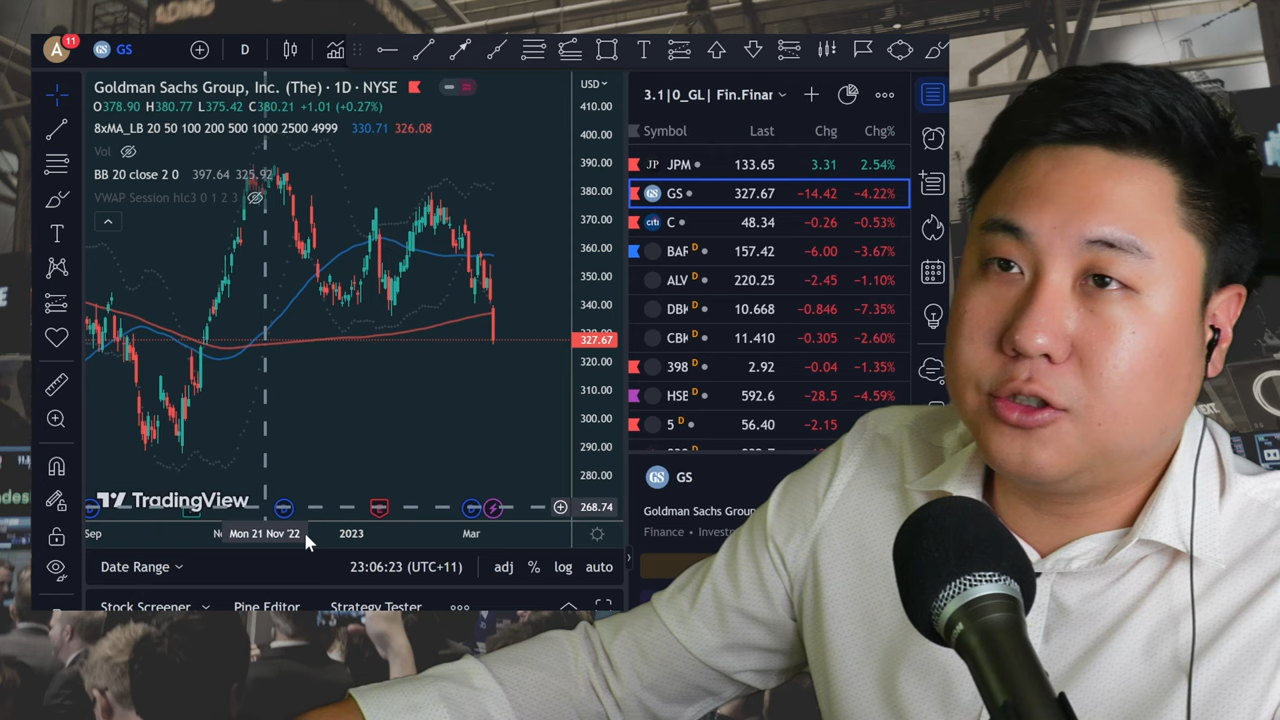 A 11 GS GS D T
Goldman Sachs Group, Inc. (The) · 1D · NYSE
O378.90 H380.77 L375.42 C380.21 +1.01 (+0.27%)
8xMA_LB 20 50 100 200 500 1000 2500 4999 330.71 326.08
Vol
BB 20 close 2 0 397.64 325.92
VWAP Session hlc3 0 1 2 3
USD
410.00
400.00
390.00
380.00
370.00
360.00
350.00
340.00
327.67
320.00
310.00
300.00
290.00
280.00
268.74
TradingView
Sep Mon 21 Nov '22 2023 Mar
Date Range 23:06:23 (UTC+11) adj % log auto
Stock Screener Pine Editor Strategy Tester
3.1|0_GL| Fin.Finar
Symbol Last Chg Chg%
JP JPM 133.65 3.31 2.54%
GS GS 327.67 −14.42 −4.22%
citi C 48.34 −0.26 −0.53%
BAF D 157.42 −6.00 −3.67%
ALV D 220.25 −2.45 −1.10%
DBK D 10.668 −0.846 −7.35%
CBK D 11.410 −0.305 −2.60%
398 D 2.92 −0.04 −1.35%
HSB D 592.6 −28.5 −4.59%
5 D 56.40 −2.15
GS GS
Goldman Sachs Group
Finance • Investm